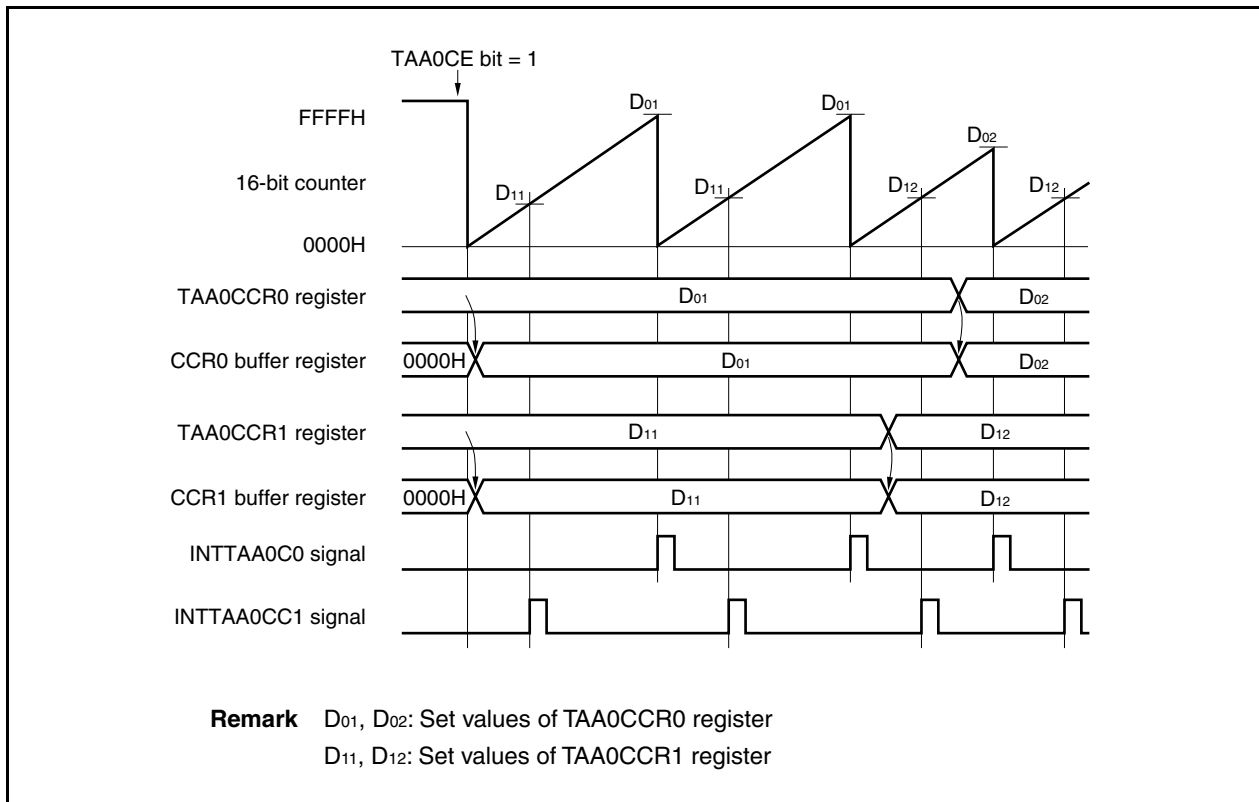 TAA0CE bit = 1
FFFFH
D01
D01
D02
16-bit counter
D11
D11
D12
D12
0000H
TAA0CCR0 register
D01
D02
CCR0 buffer register
0000H
D01
D02
TAA0CCR1 register
D11
D12
CCR1 buffer register
0000H
D11
D12
INTTAA0C0 signal
INTTAA0CC1 signal
Remark D01, D02: Set values of TAA0CCR0 register
D11, D12: Set values of TAA0CCR1 register